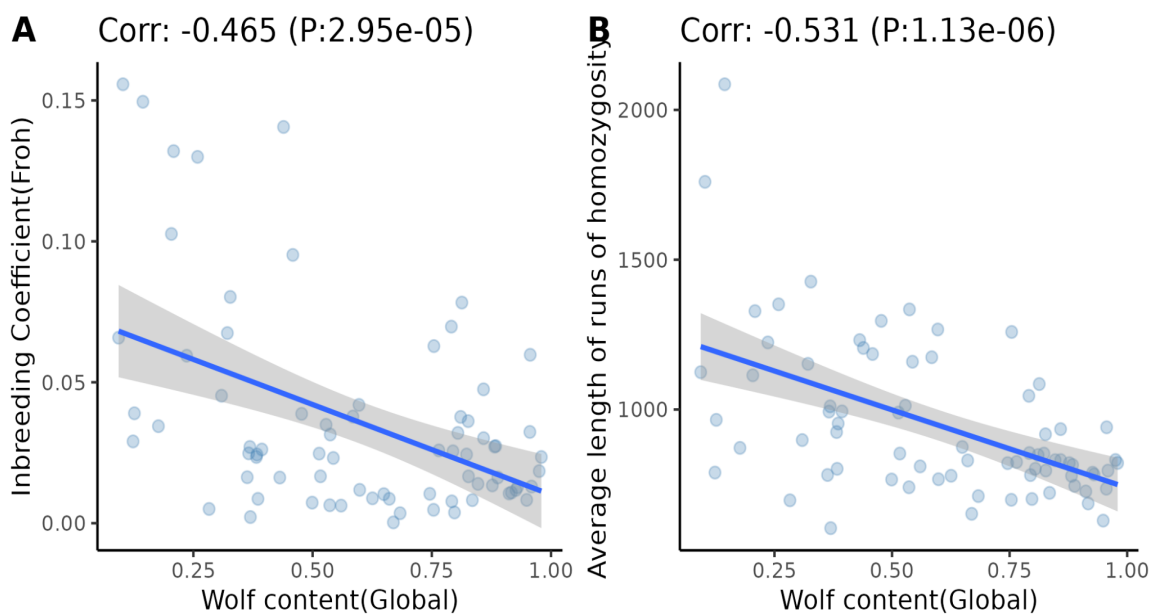 A Corr: -0.465 (P:2.95e-05)
Inbreeding Coefficient(Froh)
0.15
0.10
0.05
0.00
0.25 0.50 0.75 1.00
Wolf content(Global)
B Corr: -0.531 (P:1.13e-06)
Average length of runs of homozygosity
2000
1500
1000
0.25 0.50 0.75 1.00
Wolf content(Global)